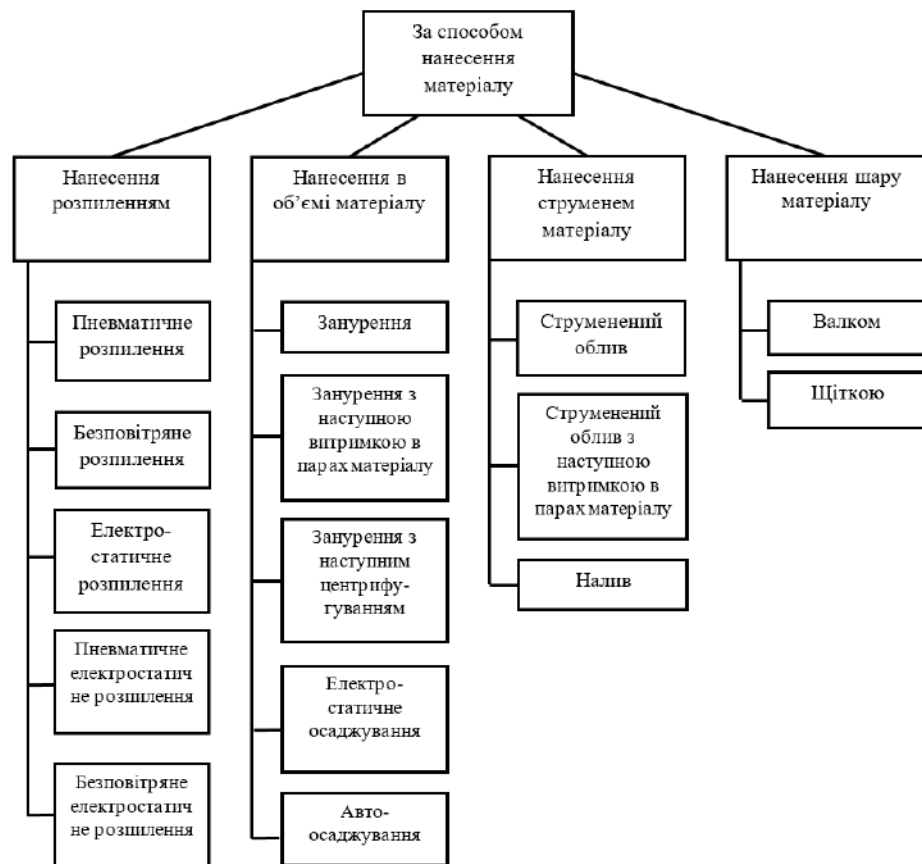 За способом
нанесення
матеріалу
Нанесення
розпиленням
Нанесення в
об’ємі матеріалу
Нанесення
струменем
матеріалу
Нанесення шару
матеріалу
Пневматичне
розпилення
Безповітряне
розпилення
Електро-
статичне
розпилення
Пневматичне
електростатич
не розпилення
Безповітряне
електростатич
не розпилення
Занурення
Занурення з
наступною
витримкою в
парах матеріалу
Занурення з
наступним
центрифу-
гуванням
Електро-
статичне
осаджування
Авто-
осаджування
Струменений
облив
Струменений
облив з
наступною
витримкою в
парах матеріалу
Налив
Валком
Щіткою